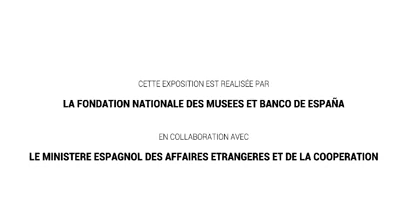 CETTE EXPOSITION EST REALISÉE PAR
LA FONDATION NATIONALE DES MUSEES ET BANCO DE ESPAÑA
EN COLLABORATION AVEC
LE MINISTERE ESPAGNOL DES AFFAIRES ETRANGERES ET DE LA COOPERATION